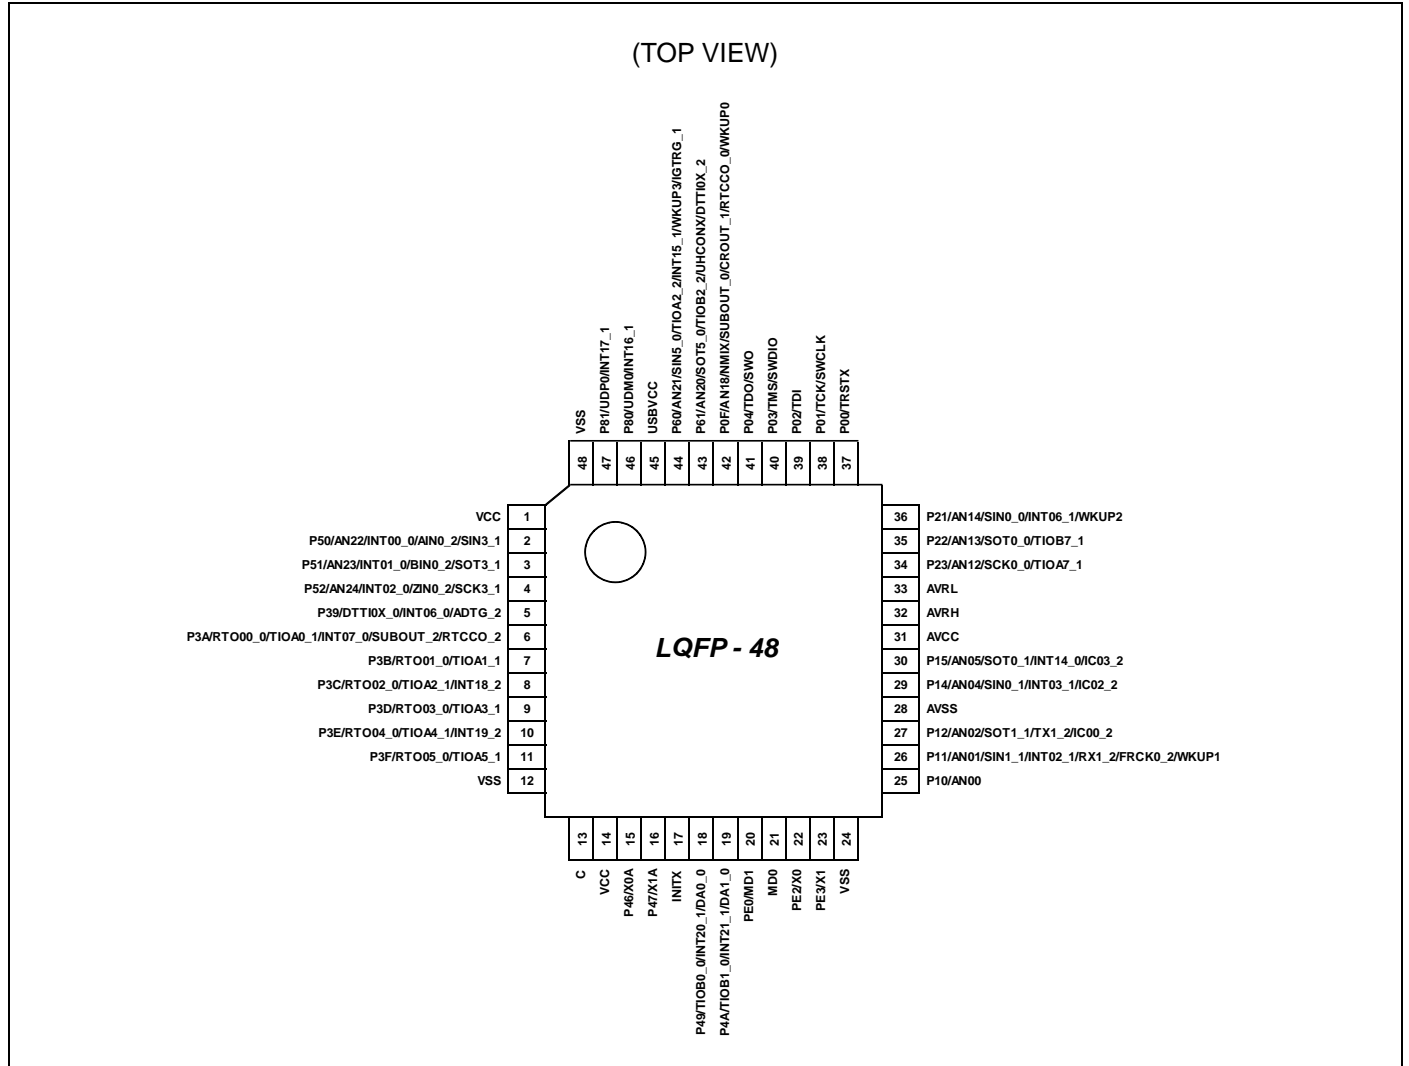 (TOP VIEW)
VSS
P81/UDP0/INT17_1
P80/UDM0/INT16_1
USBVCC
P60/AN21/SIN5_0/TIOA2_2/INT15_1/WKUP3/IGTRG_1
P61/AN20/SOT5_0/TIOB2_2/UHCONX/DTTI0X_2
P0F/AN18/NMIX/SUBOUT_0/CROUT_1/RTCCO_0/WKUP0
P04/TDO/SWO
P03/TMS/SWDIO
P02/TDI
P01/TCK/SWCLK
P00/TRSTX
48
47
46
45
44
43
42
41
40
39
38
37
VCC 1
P50/AN22/INT00_0/AIN0_2/SIN3_1 2
P51/AN23/INT01_0/BIN0_2/SOT3_1 3
P52/AN24/INT02_0/ZIN0_2/SCK3_1 4
P39/DTTI0X_0/INT06_0/ADTG_2 5
P3A/RTO00_0/TIOA0_1/INT07_0/SUBOUT_2/RTCCO_2 6
P3B/RTO01_0/TIOA1_1 7
P3C/RTO02_0/TIOA2_1/INT18_2 8
P3D/RTO03_0/TIOA3_1 9
P3E/RTO04_0/TIOA4_1/INT19_2 10
P3F/RTO05_0/TIOA5_1 11
VSS 12
LQFP - 48
36 P21/AN14/SIN0_0/INT06_1/WKUP2
35 P22/AN13/SOT0_0/TIOB7_1
34 P23/AN12/SCK0_0/TIOA7_1
33 AVRL
32 AVRH
31 AVCC
30 P15/AN05/SOT0_1/INT14_0/IC03_2
29 P14/AN04/SIN0_1/INT03_1/IC02_2
28 AVSS
27 P12/AN02/SOT1_1/TX1_2/IC00_2
26 P11/AN01/SIN1_1/INT02_1/RX1_2/FRCK0_2/WKUP1
25 P10/AN00
13
14
15
16
17
18
19
20
21
22
23
24
C
VCC
P46/X0A
P47/X1A
INITX
P49/TIOB0_0/INT20_1/DA0_0
P4A/TIOB1_0/INT21_1/DA1_0
PE0/MD1
MD0
PE2/X0
PE3/X1
VSS